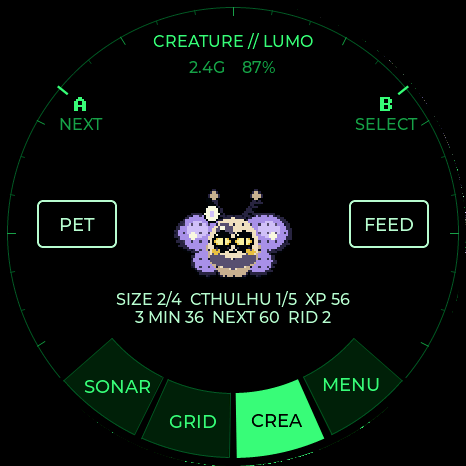 CREATURE // LUMO
2.4G 87%
A
NEXT
B
SELECT
PET
FEED
SIZE 2/4 CTHULHU 1/5 XP 56
3 MIN 36 NEXT 60 RID 2
SONAR
GRID
CREA
MENU